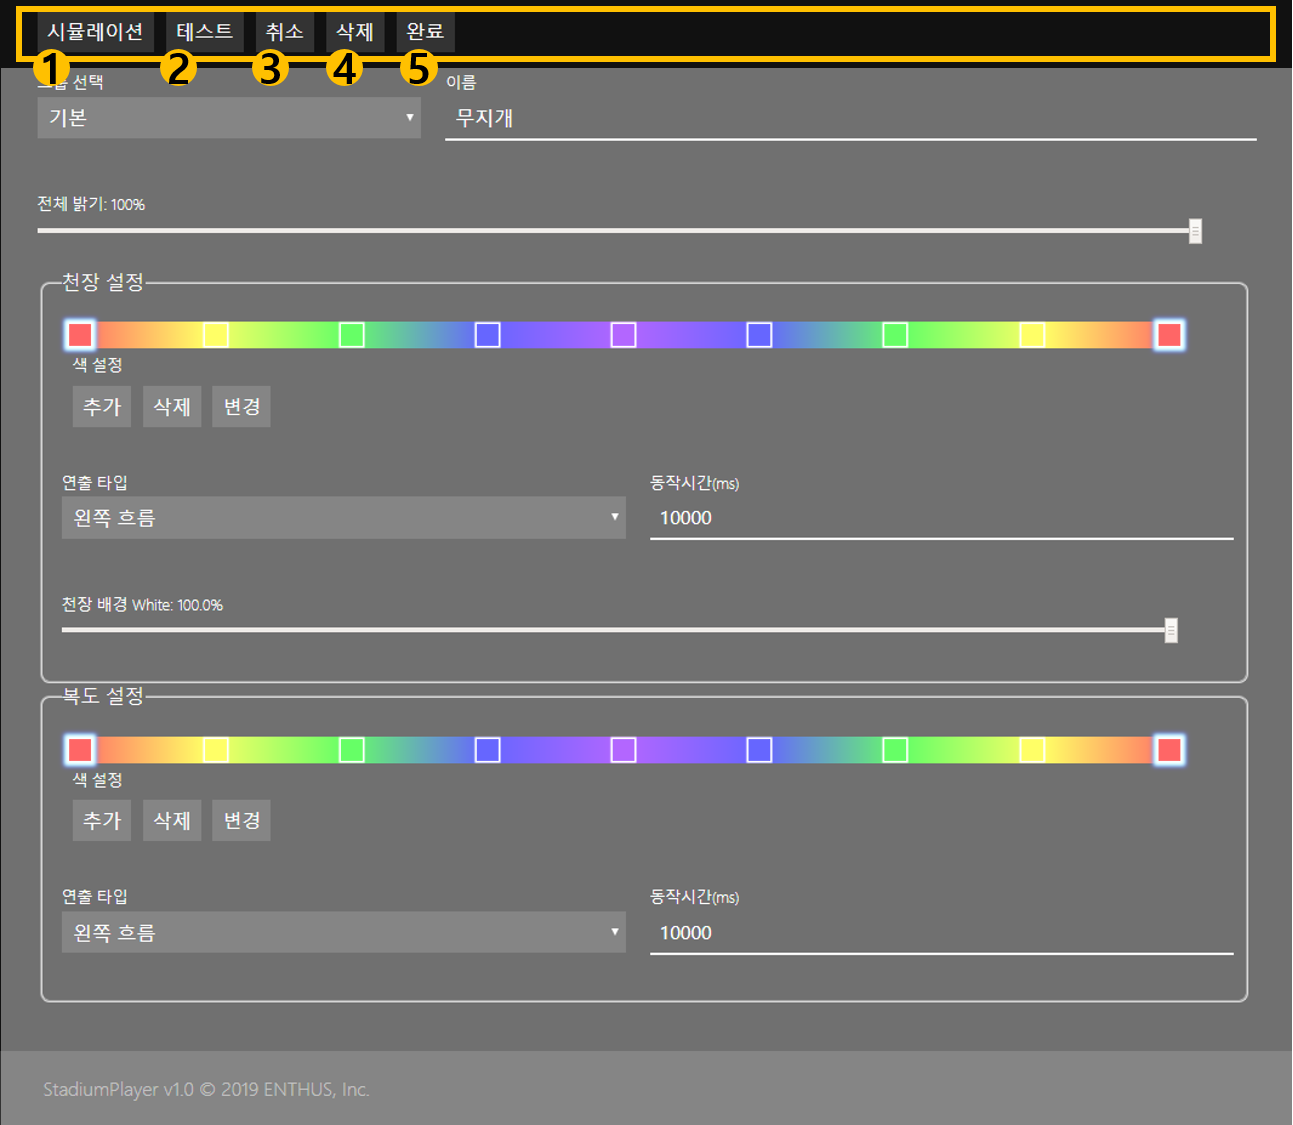 시뮬레이션 테스트 취소 삭제 완료
1 2 3 4 5
선택 이름
기본 무지개
전체 밝기: 100%
천장 설정
색 설정
추가 삭제 변경
연출 타입 동작시간(ms)
왼쪽 흐름 10000
천장 배경 White: 100.0%
복도 설정
색 설정
추가 삭제 변경
연출 타입 동작시간(ms)
왼쪽 흐름 10000
StadiumPlayer v1.0 © 2019 ENTHUS, Inc.